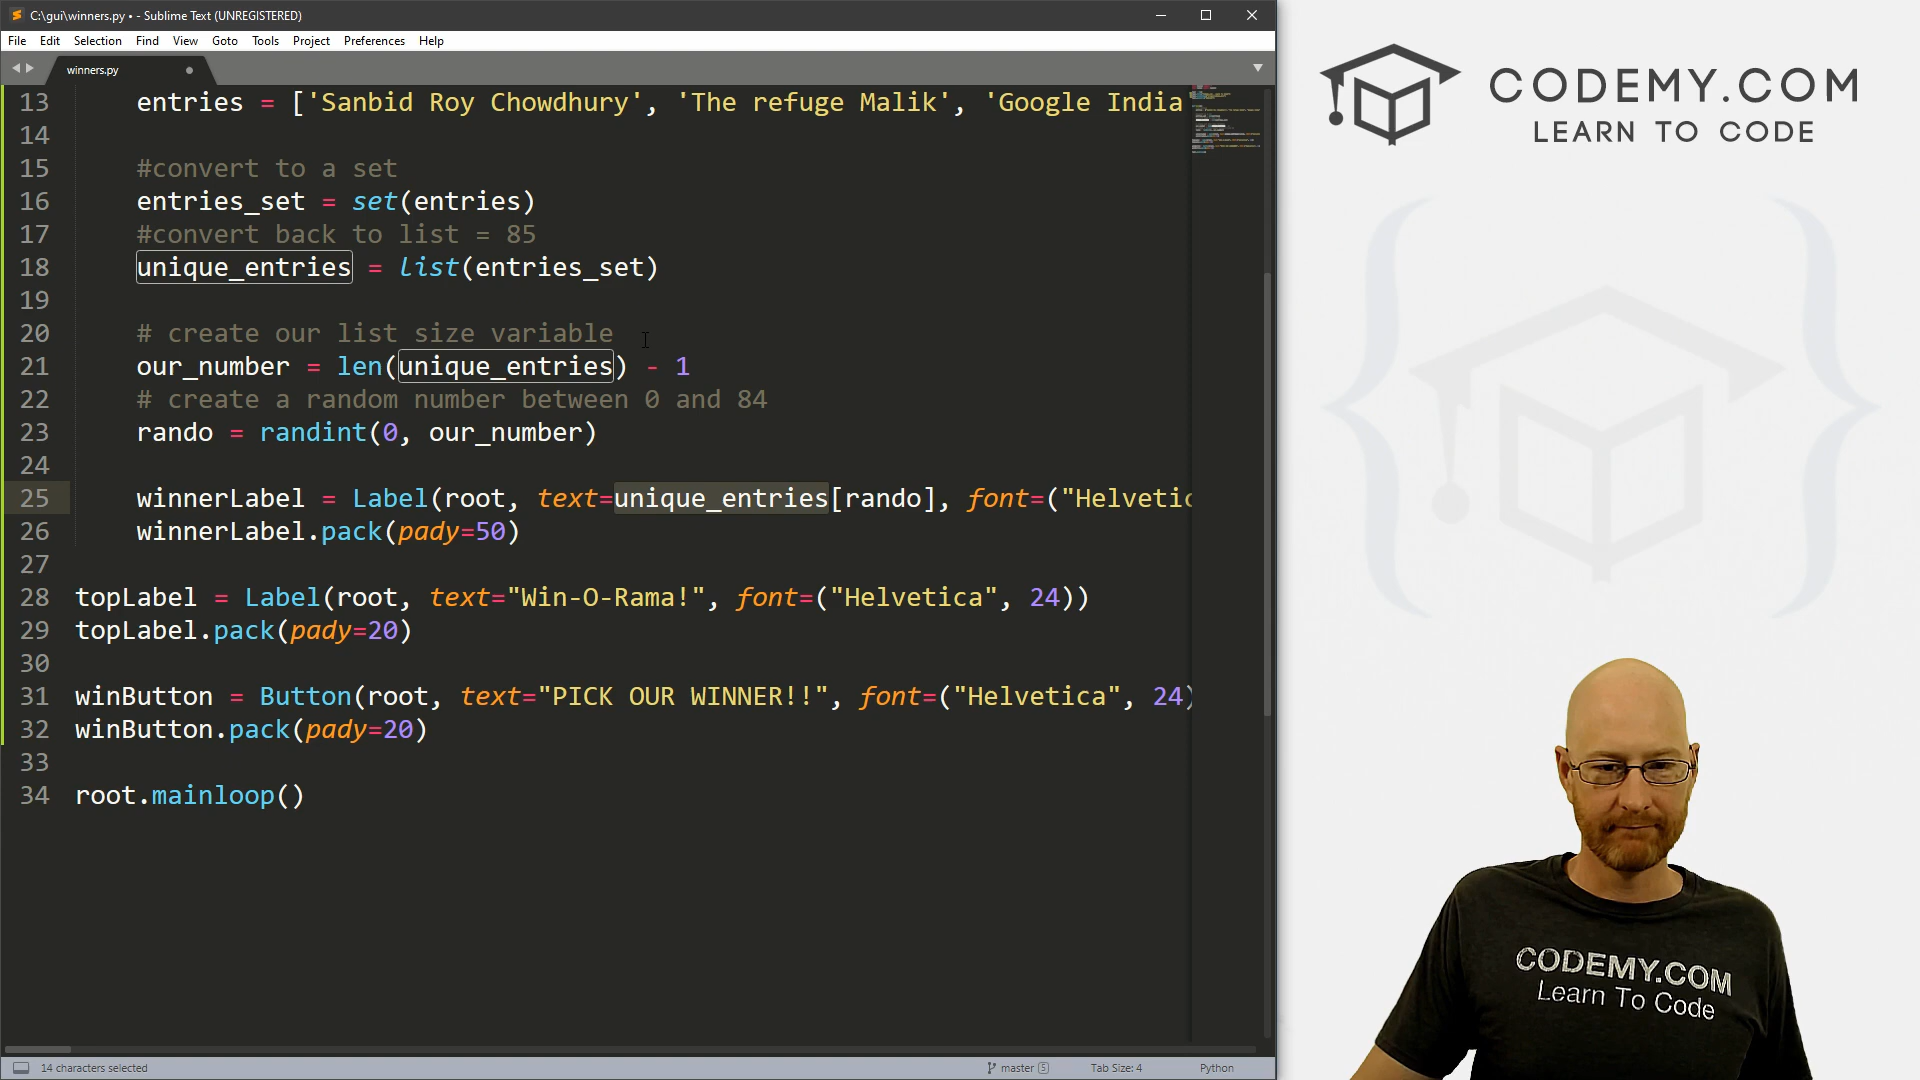 C:\gui\winners.py • - Sublime Text (UNREGISTERED)
File Edit Selection Find View Goto Tools Project Preferences Help
winners.py
13 entries = ['Sanbid Roy Chowdhury', 'The refuge Malik', 'Google India
14
15 #convert to a set
16 entries_set = set(entries)
17 #convert back to list = 85
18 unique_entries = list(entries_set)
19
20 # create our list size variable
21 our_number = len(unique_entries) - 1
22 # create a random number between 0 and 84
23 rando = randint(0, our_number)
24
25 winnerLabel = Label(root, text=unique_entries[rando], font=("Helvetic
26 winnerLabel.pack(pady=50)
27
28 topLabel = Label(root, text="Win-O-Rama!", font=("Helvetica", 24))
29 topLabel.pack(pady=20)
30
31 winButton = Button(root, text="PICK OUR WINNER!!", font=("Helvetica", 24)
32 winButton.pack(pady=20)
33
34 root.mainloop()
14 characters selected
master 5
Tab Size: 4
Python
CODEMY.COM
LEARN TO CODE
CODEMY.COM
Learn To Code